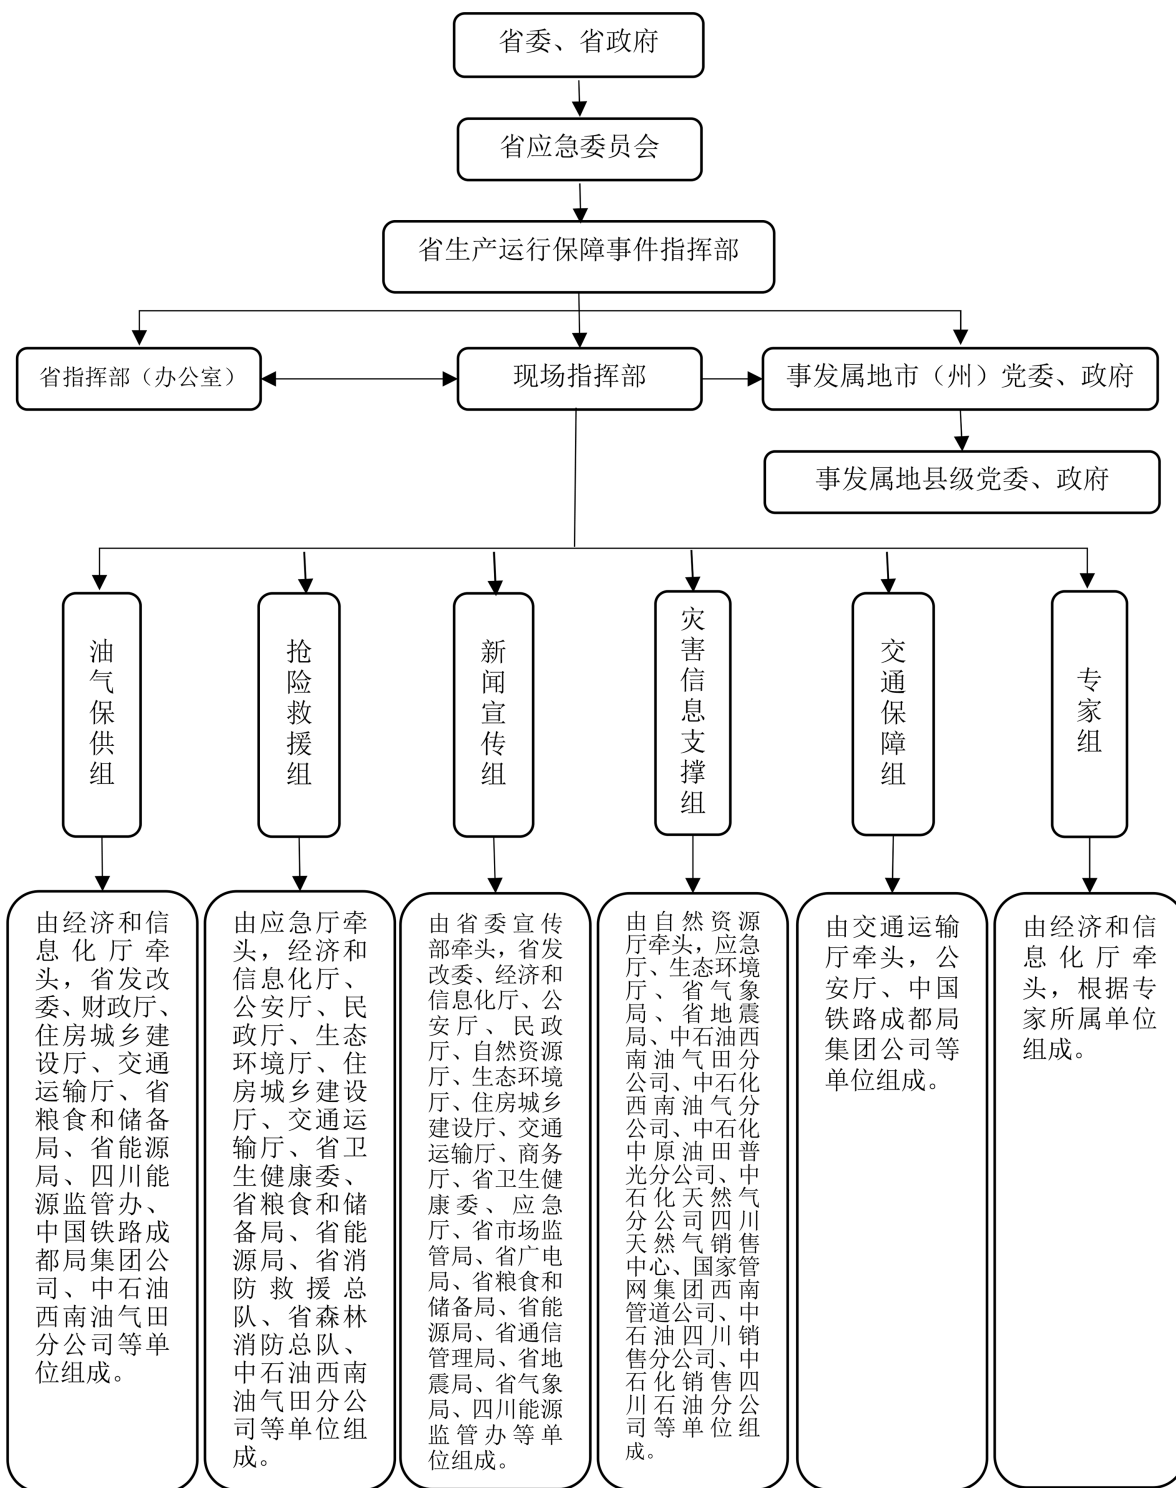 省委、省政府
省应急委员会
省生产运行保障事件指挥部
省指挥部（办公室）
现场指挥部
事发属地市（州）党委、政府
事发属地县级党委、政府
油气保供组
抢险救援组
新闻宣传组
灾害信息支撑组
交通保障组
专家组
由经济和信
息化厅牵
头，省发改
委、财政厅、
住房城乡建
设厅、交通
运输厅、省
粮食和储备
局、省能源
局、四川能
源监管办、
中国铁路成
都局集团公
司、中石油
西南油气田
分公司等单
位组成。
由应急厅牵
头，经济和
信息化厅、
公安厅、民
政厅、生态
环境厅、住
房城乡建设
厅、交通运
输厅、省卫
生健康委、
省粮食和储
备局、省能
源局、省消
防救援总
队、省森林
消防总队、
中石油西南
油气田分公
司等单位组
成。
由省委宣传
部牵头，省发
改委、经济和
信息化厅、公
安厅、民政
厅、自然资源
厅、生态环境
厅、住房城乡
建设厅、交通
运输厅、商务
厅、省卫生健
康委、应急
厅、省市场监
管局、省广电
局、省粮食和
储备局、省能
源局、省通信
管理局、省地
震局、省气象
局、四川能源
监管办等单
位组成。
由自然资源
厅牵头，应急
厅、生态环境
厅、省气象
局、省地震
局、中石油西
南油气田分
公司、中石化
西南油气分
公司、中石化
中原油田普
光分公司、中
石化天然气
分公司四川
天然气销售
中心、国家管
网集团西南
管道公司、中
石油四川销
售分公司、中
石化销售四
川石油分公
司等单位组
成。
由交通运输
厅牵头，公
安厅、中国
铁路成都局
集团公司等
单位组成。
由经济和信
息化厅牵
头，根据专
家所属单位
组成。